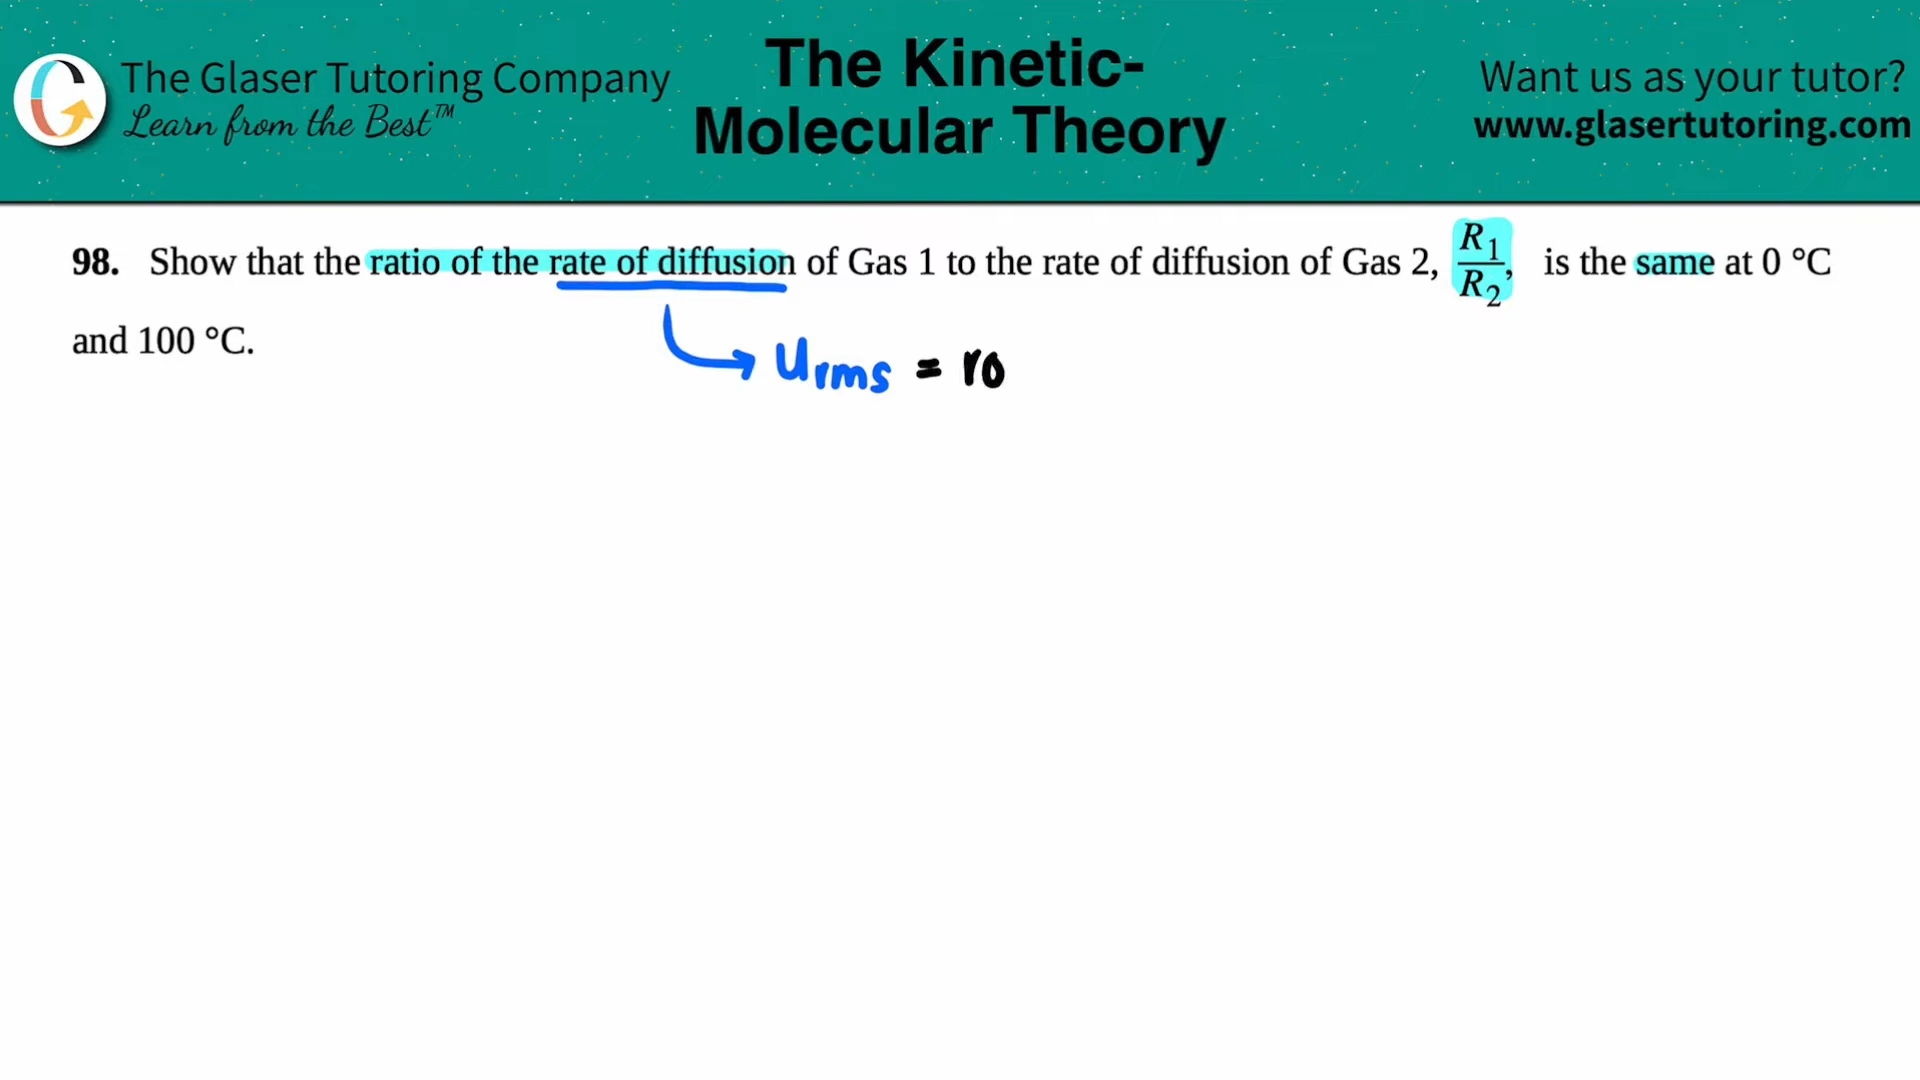 The Glaser Tutoring Company
Learn from the Best™
The Kinetic-
Molecular Theory
Want us as your tutor?
www.glasertutoring.com
98. Show that the ratio of the rate of diffusion of Gas 1 to the rate of diffusion of Gas 2, R₁/R₂, is the same at 0 °C
and 100 °C.
Urms = ro